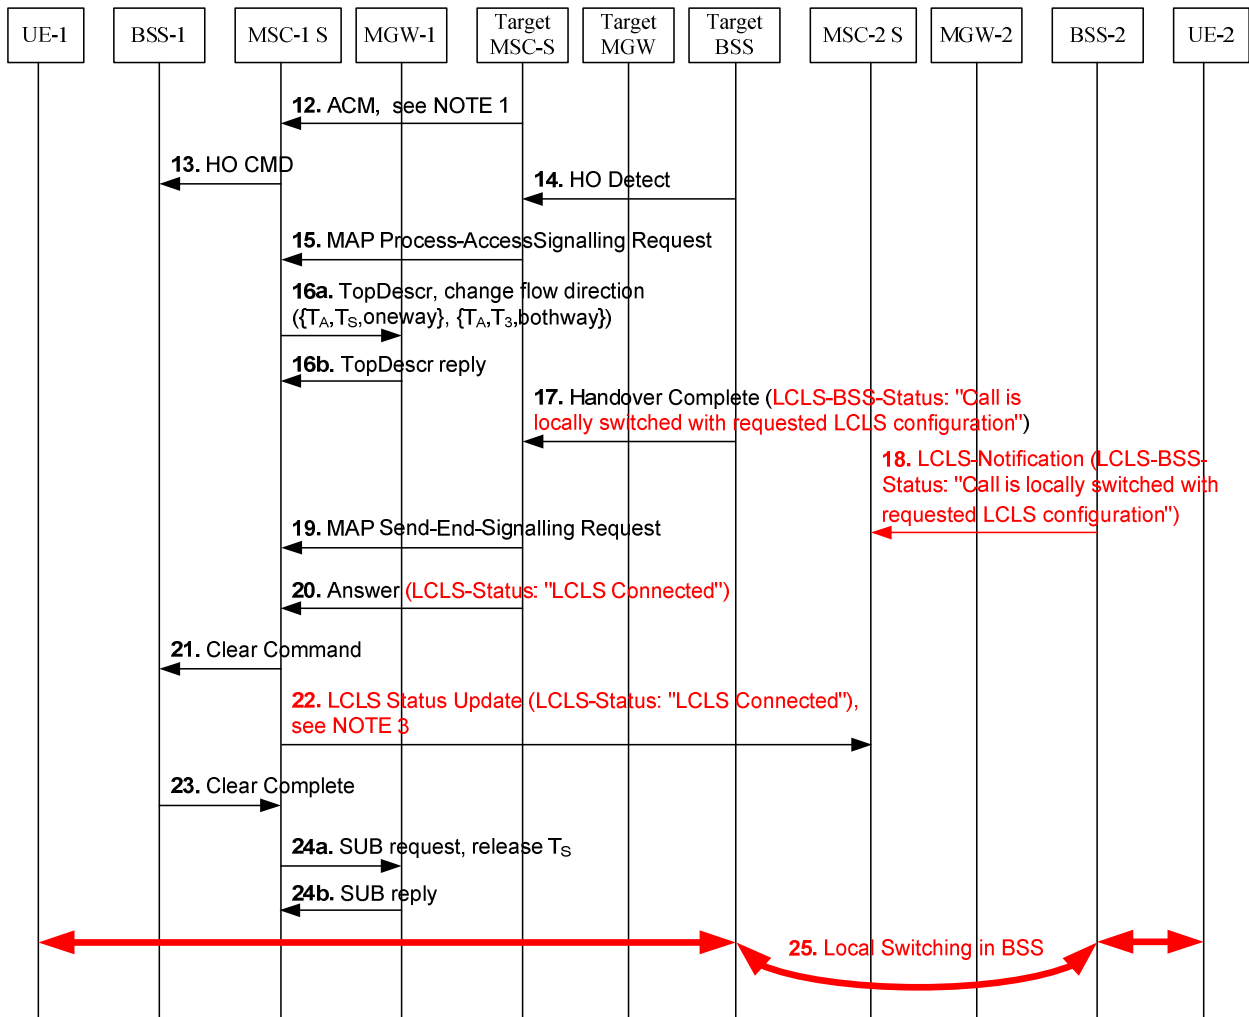 UE-1
BSS-1
MSC-1 S
MGW-1
Target
MSC-S
Target
MGW
Target
BSS
MSC-2 S
MGW-2
BSS-2
UE-2
12. ACM,  see NOTE 1
13. HO CMD
14. HO Detect
15. MAP Process-AccessSignalling Request
16a. TopDescr, change flow direction
({TA,TS,oneway}, {TA,T3,bothway})
16b. TopDescr reply
17. Handover Complete (LCLS-BSS-Status: "Call is
locally switched with requested LCLS configuration")
18. LCLS-Notification (LCLS-BSS-
Status: "Call is locally switched with
requested LCLS configuration")
19. MAP Send-End-Signalling Request
20. Answer (LCLS-Status: "LCLS Connected")
21. Clear Command
22. LCLS Status Update (LCLS-Status: "LCLS Connected"),
see NOTE 3
23. Clear Complete
24a. SUB request, release TS
24b. SUB reply
25. Local Switching in BSS